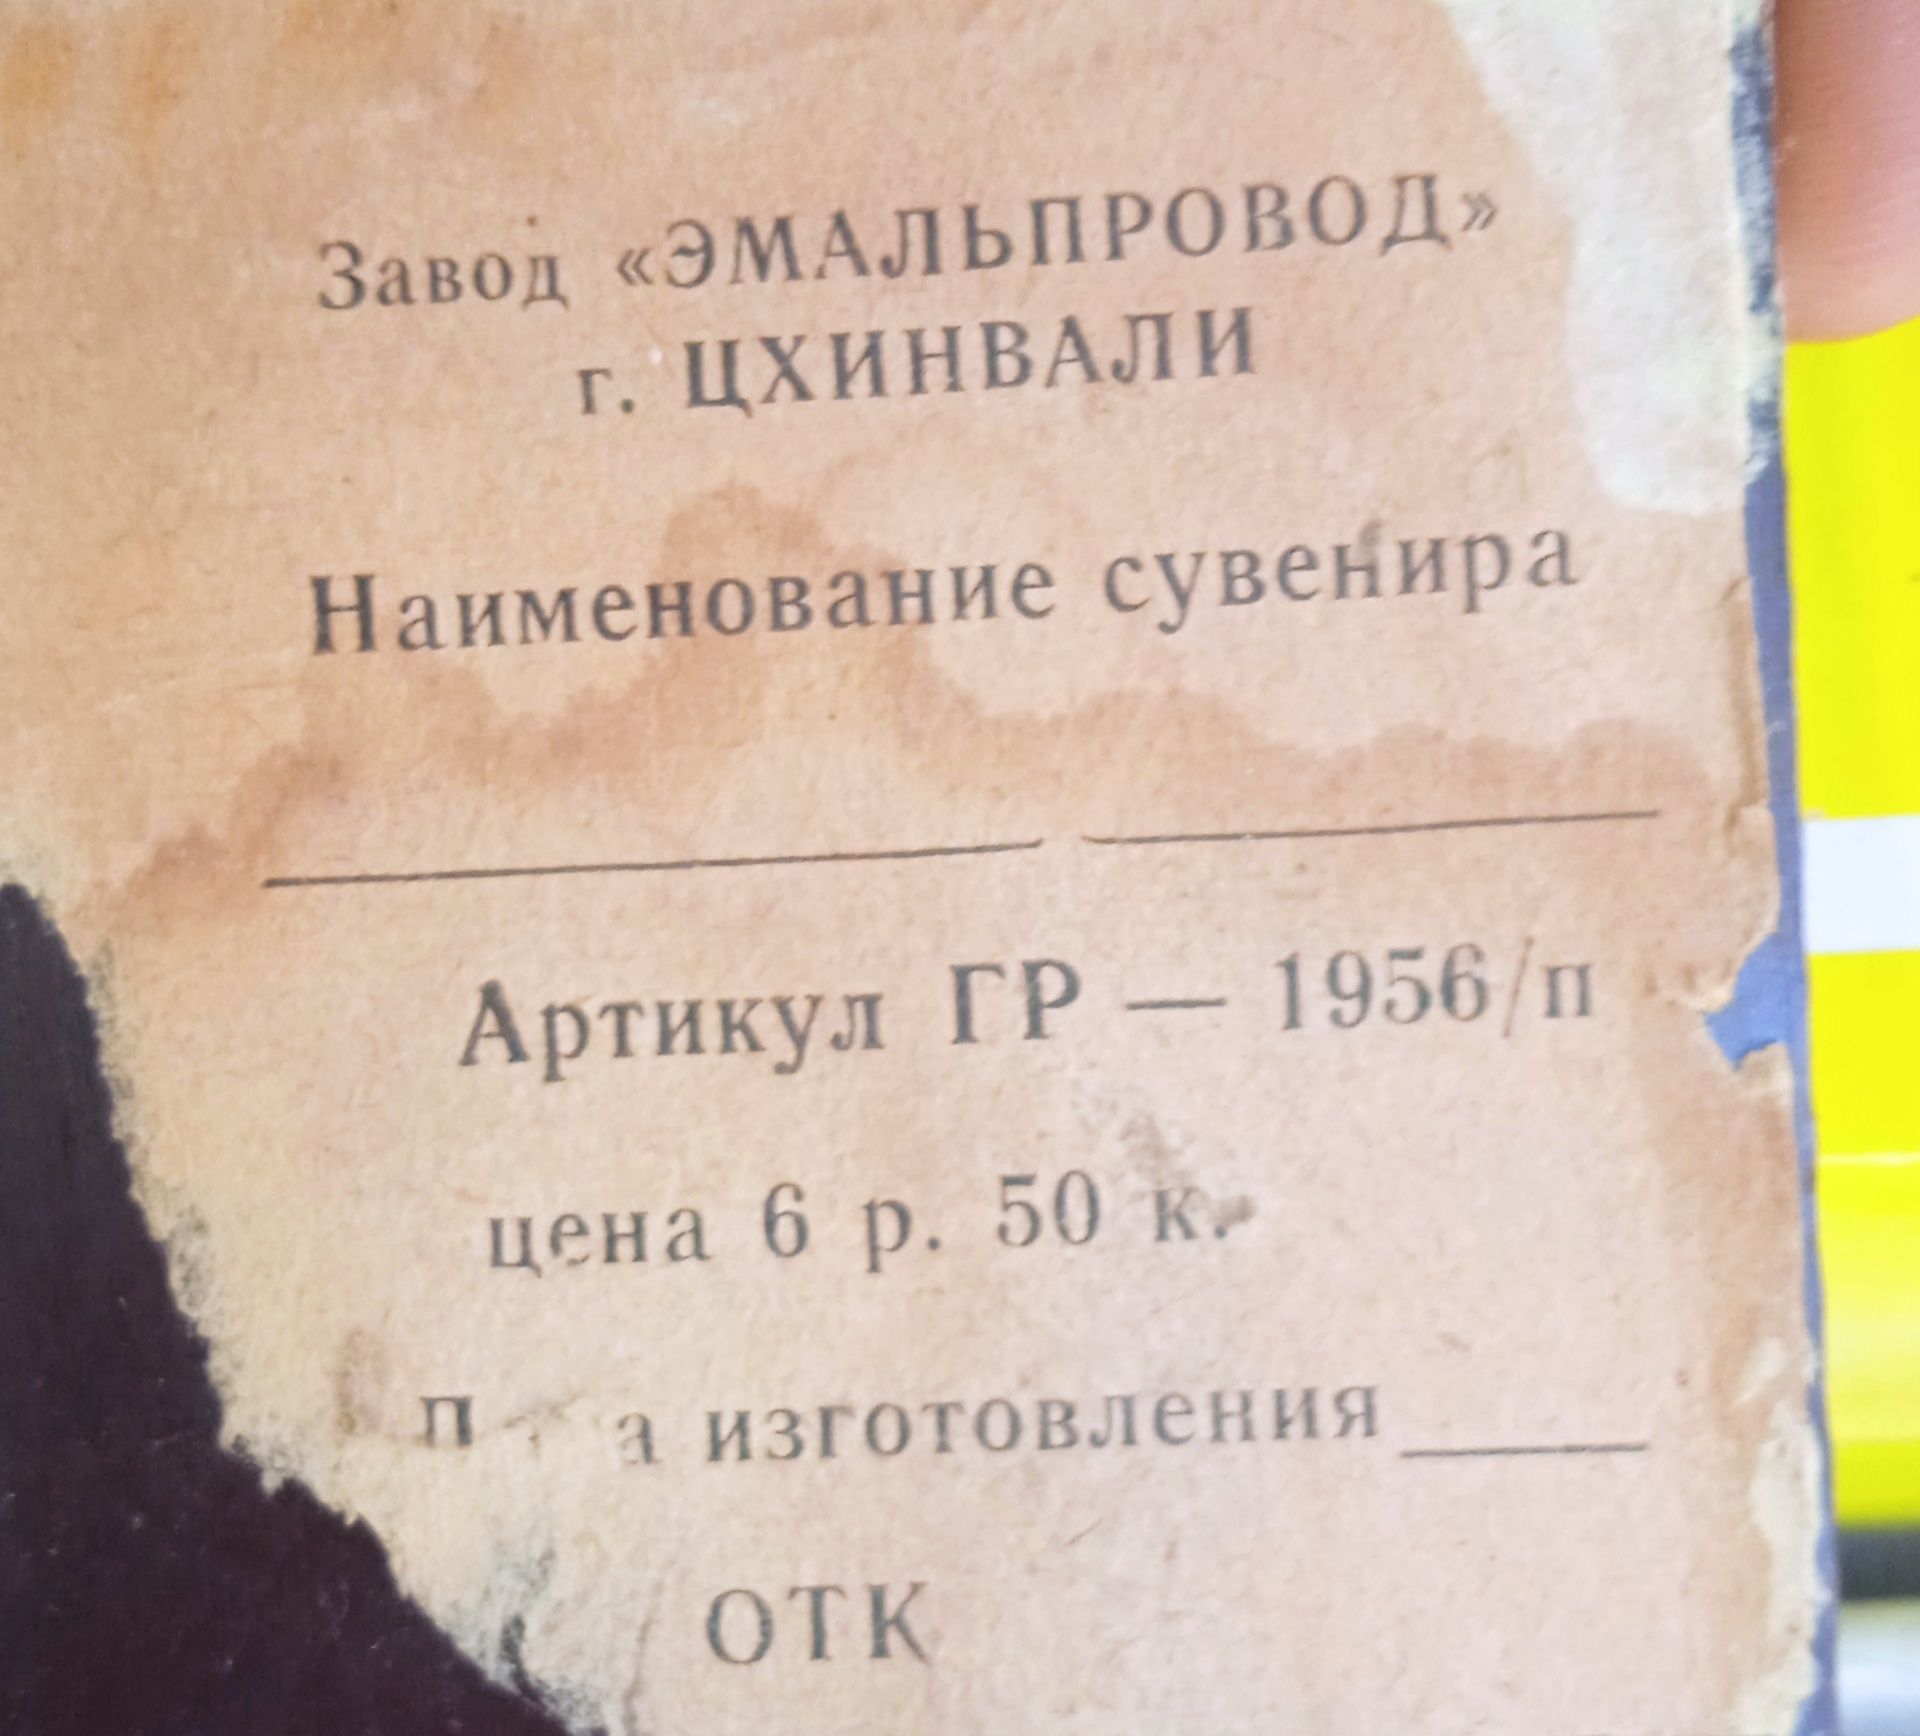 Завод «ЭМАЛЬПРОВОД»
г. ЦХИНВАЛИ
Наименование сувенира
Артикул ГР — 1956/п
цена 6 р. 50 к.
изготовления
ОТК